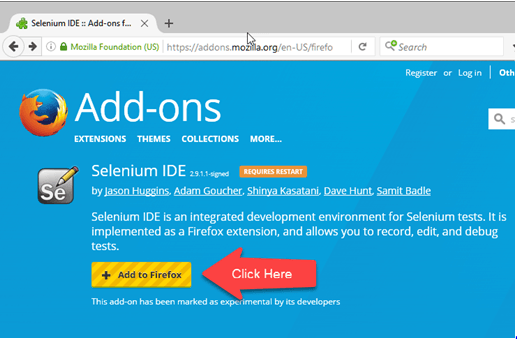 Selenium IDE :: Add-ons f...
Mozilla Foundation (US)
https://addons.mozilla.org/en-US/firefo
Search
Register or Log in
Add-ons
EXTENSIONS THEMES COLLECTIONS MORE...
Se
Selenium IDE 2.9.1.1-signed REQUIRES RESTART
by Jason Huggins, Adam Goucher, Shinya Kasatani, Dave Hunt, Samit Badle
Selenium IDE is an integrated development environment for Selenium tests. It is
implemented as a Firefox extension, and allows you to record, edit, and debug
tests.
+ Add to Firefox
Click Here
This add-on has been marked as experimental by its developers